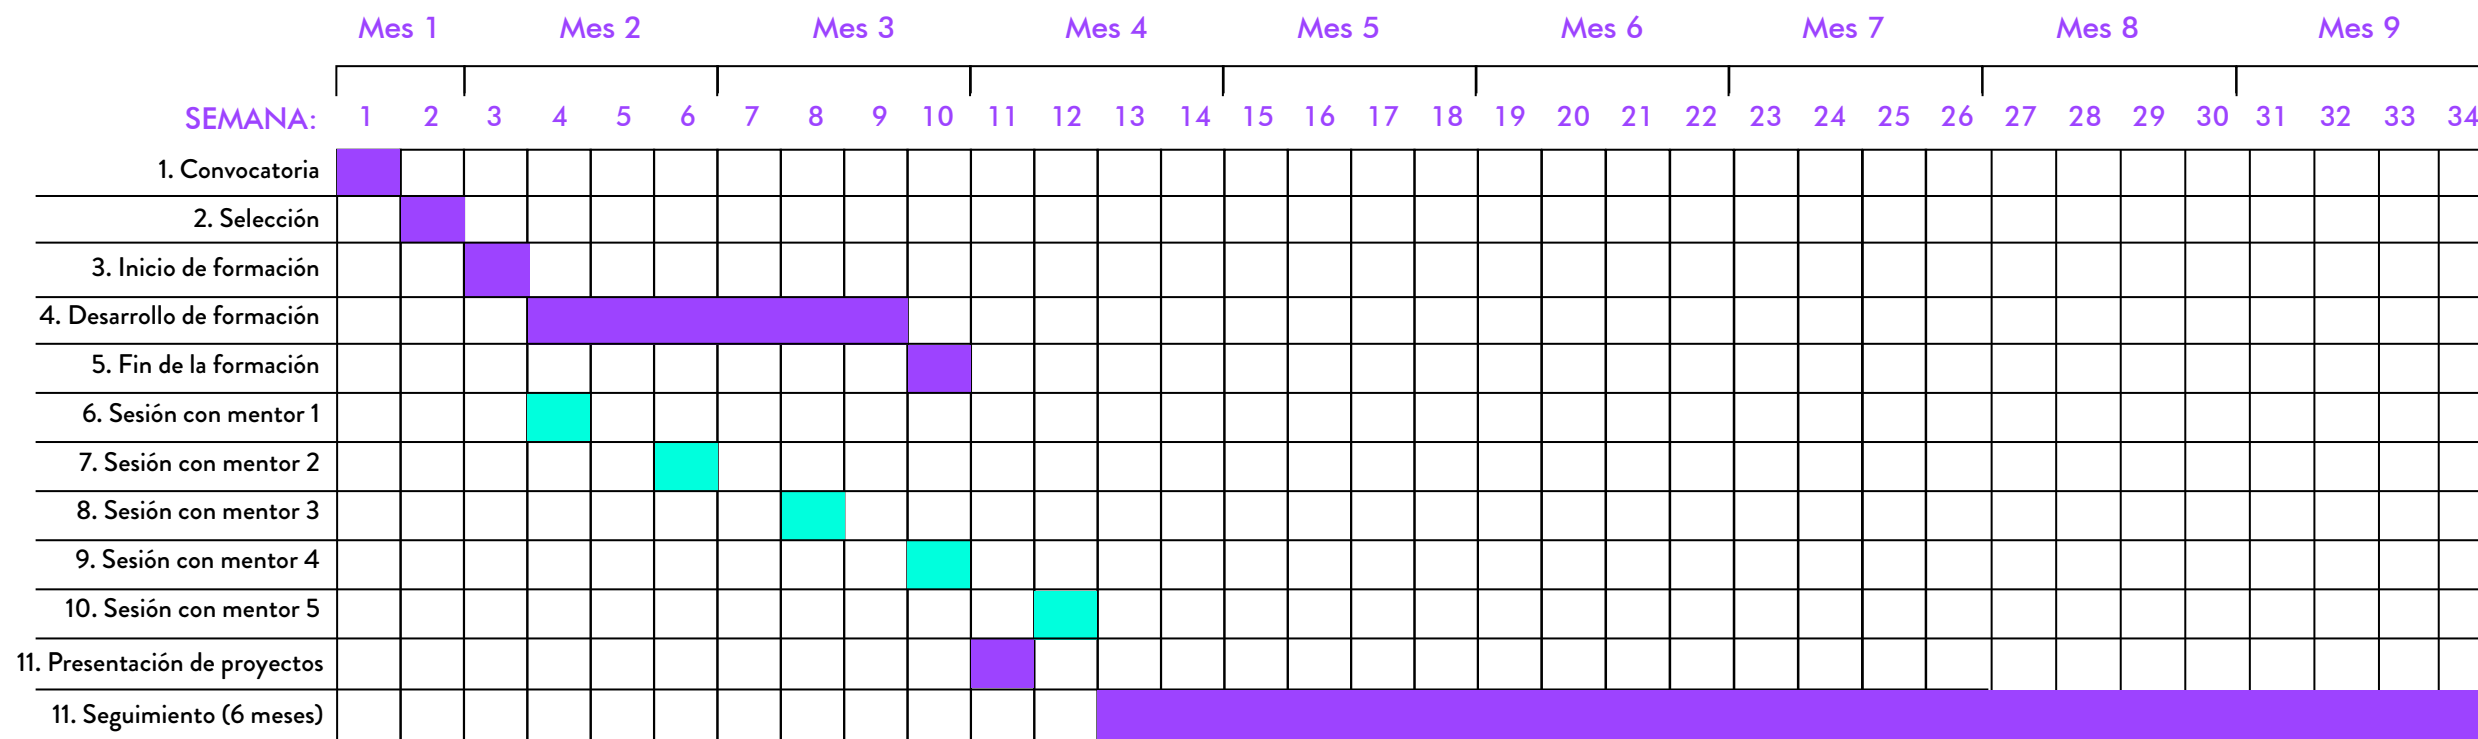 Mes 1 Mes 2 Mes 3 Mes 4 Mes 5 Mes 6 Mes 7 Mes 8 Mes 9
SEMANA: 1 2 3 4 5 6 7 8 9 10 11 12 13 14 15 16 17 18 19 20 21 22 23 24 25 26 27 28 29 30 31 32 33 34
1. Convocatoria
2. Selección
3. Inicio de formación
4. Desarrollo de formación
5. Fin de la formación
6. Sesión con mentor 1
7. Sesión con mentor 2
8. Sesión con mentor 3
9. Sesión con mentor 4
10. Sesión con mentor 5
11. Presentación de proyectos
11. Seguimiento (6 meses)